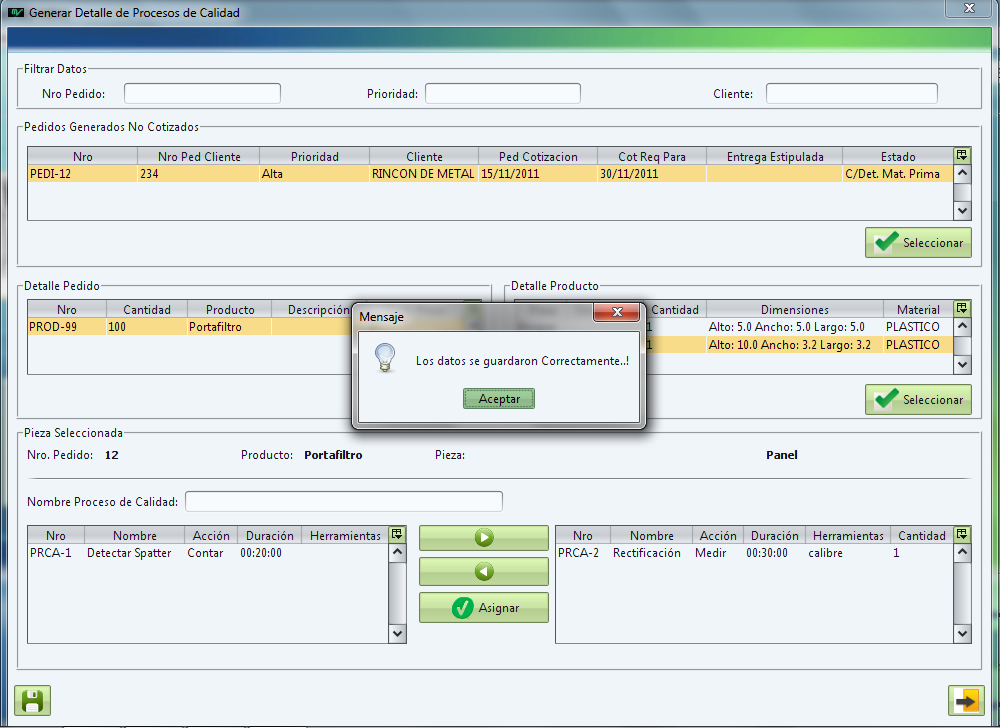 Generar Detalle de Procesos de Calidad
Filtrar Datos
Nro Pedido: Prioridad: Cliente:
Pedidos Generados No Cotizados
Nro Nro Ped Cliente Prioridad Cliente Ped Cotizacion Cot Req Para Entrega Estipulada Estado
PEDI-12 234 Alta RINCON DE METAL 15/11/2011 30/11/2011 C/Det. Mat. Prima
Seleccionar
Detalle Pedido Detalle Producto
Nro Cantidad Producto Descripción Cantidad Dimensiones Material
PROD-99 100 Portafiltro 1 Alto: 5.0 Ancho: 5.0 Largo: 5.0 PLASTICO
1 Alto: 10.0 Ancho: 3.2 Largo: 3.2 PLASTICO
Mensaje
Los datos se guardaron Correctamente..!
Aceptar
Seleccionar
Pieza Seleccionada
Nro. Pedido: 12 Producto: Portafiltro Pieza: Panel
Nombre Proceso de Calidad:
Nro Nombre Acción Duración Herramientas Nro Nombre Acción Duración Herramientas Cantidad
PRCA-1 Detectar Spatter Contar 00:20:00 PRCA-2 Rectificación Medir 00:30:00 calibre 1
Asignar